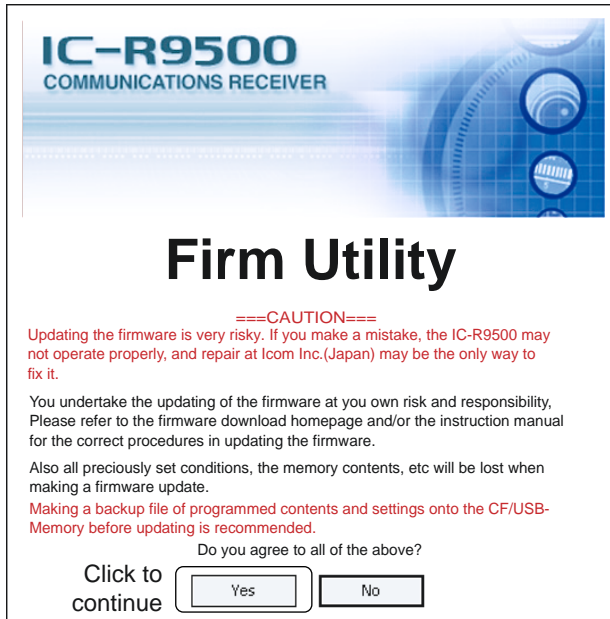 IC-R9500
COMMUNICATIONS RECEIVER
Firm Utility
===CAUTION===
Updating the firmware is very risky. If you make a mistake, the IC-R9500 may
not operate properly, and repair at Icom Inc.(Japan) may be the only way to
fix it.
You undertake the updating of the firmware at you own risk and responsibility,
Please refer to the firmware download homepage and/or the instruction manual
for the correct procedures in updating the firmware.
Also all preciously set conditions, the memory contents, etc will be lost when
making a firmware update.
Making a backup file of programmed contents and settings onto the CF/USB-
Memory before updating is recommended.
Do you agree to all of the above?
Click to
continue
Yes
No